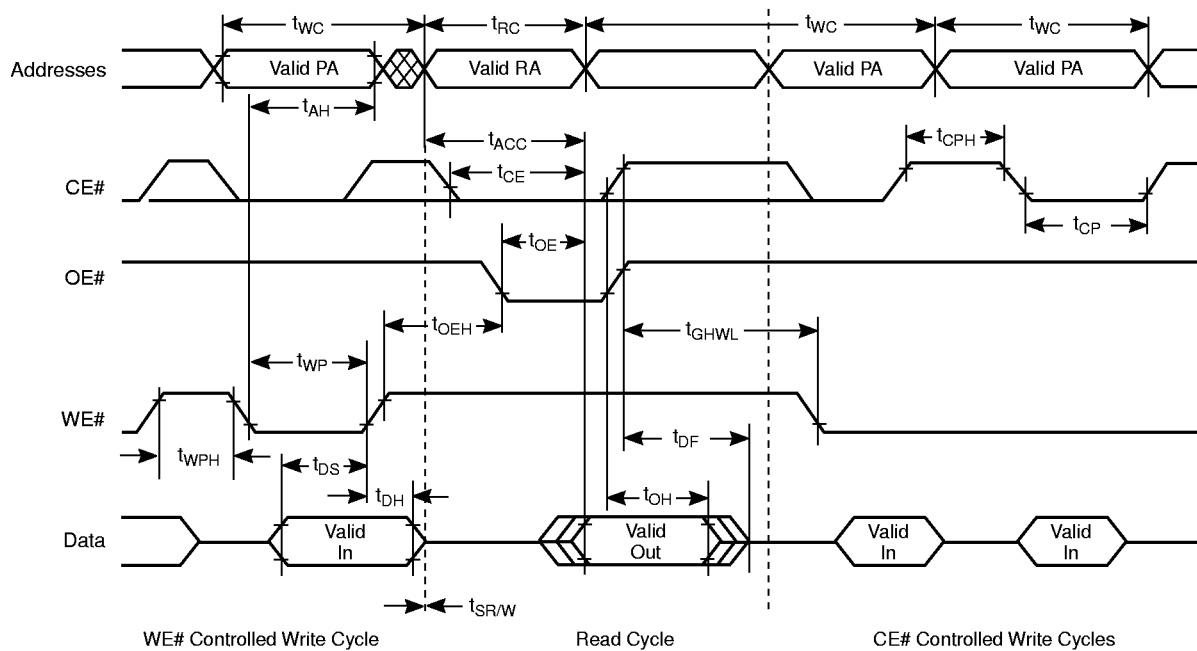 tWC tRC tWC tWC
Addresses Valid PA Valid RA Valid PA Valid PA
tAH
tACC tCPH
CE# tCE
tCP
tOE
OE#
tOEH tGHWL
tWP
WE#
tWPH tDS tDF
tDH tOH
Data Valid In Valid Out Valid In Valid In
tSR/W
WE# Controlled Write Cycle Read Cycle CE# Controlled Write Cycles